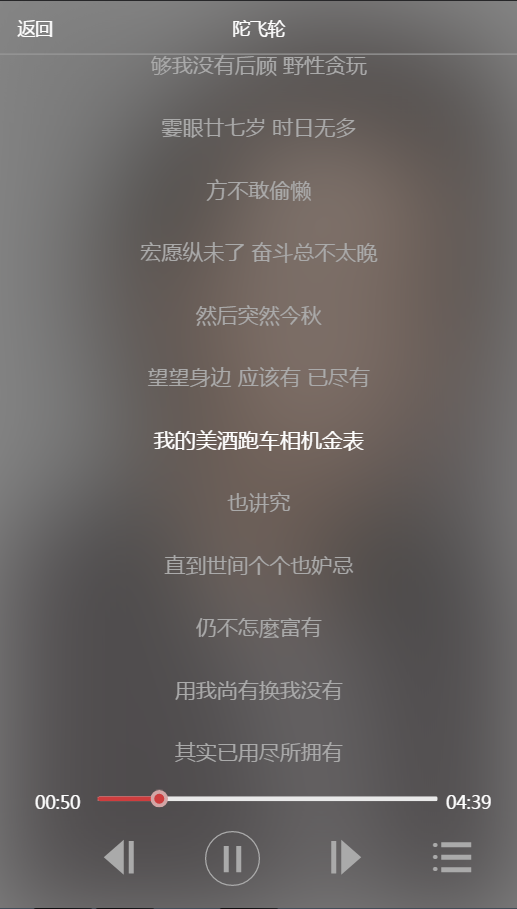 返回
陀飞轮
够我没有后顾 野性贪玩
霎眼廿七岁 时日无多
方不敢偷懒
宏愿纵未了 奋斗总不太晚
然后突然今秋
望望身边 应该有 已尽有
我的美酒跑车相机金表
也讲究
直到世间个个也妒忌
仍不怎麼富有
用我尚有换我没有
其实已用尽所拥有
00:50
04:39